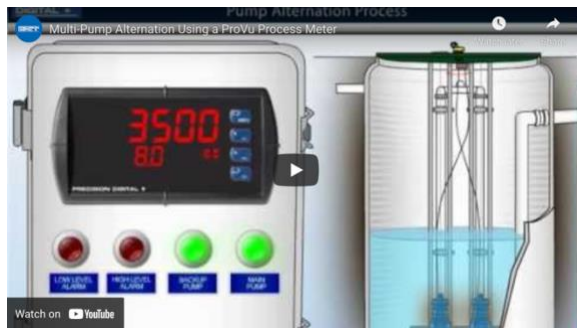 Pump Alternation Process
Multi-Pump Alternation Using a ProVu Process Meter
3500
8.0
PRECISION DIGITAL +
LOW LEVEL
ALARM
HIGH LEVEL
ALARM
BACKUP
PUMP
MAIN
PUMP
Watch on YouTube